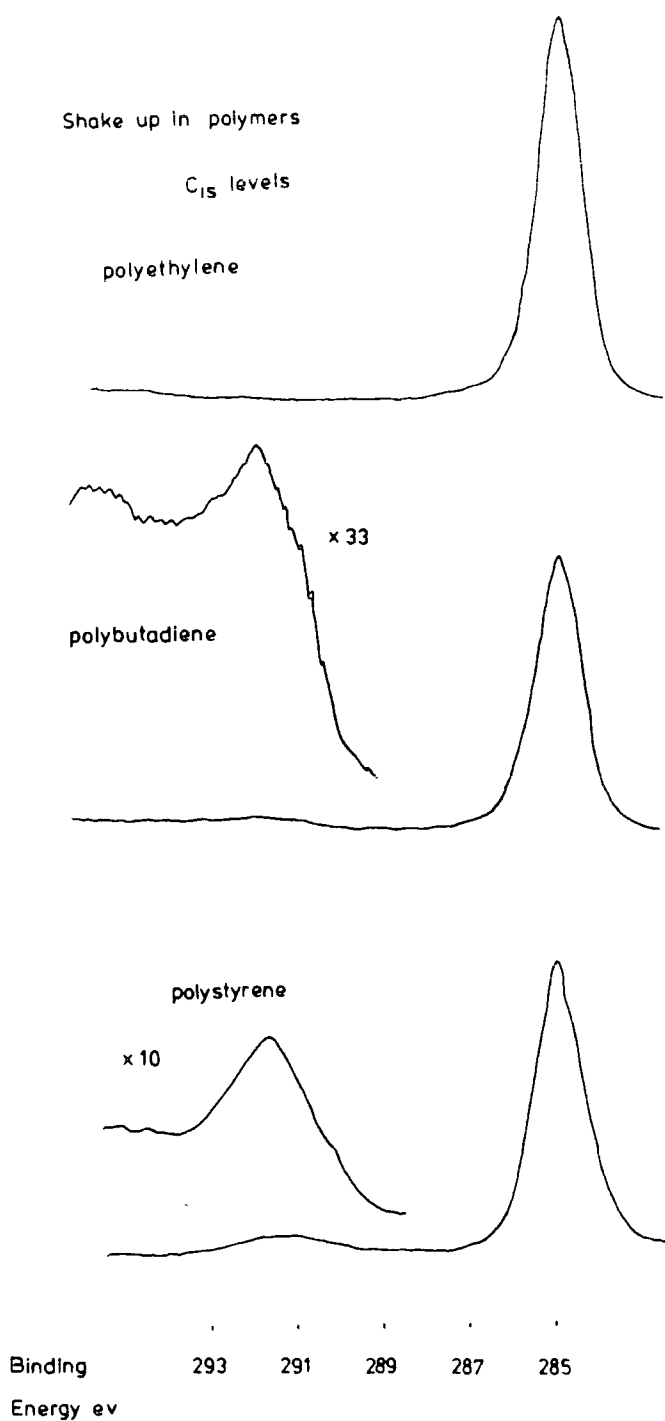 Shake up in polymers
C1s levels
polyethylene
× 33
polybutadiene
polystyrene
× 10
Binding 293 291 289 287 285
Energy ev